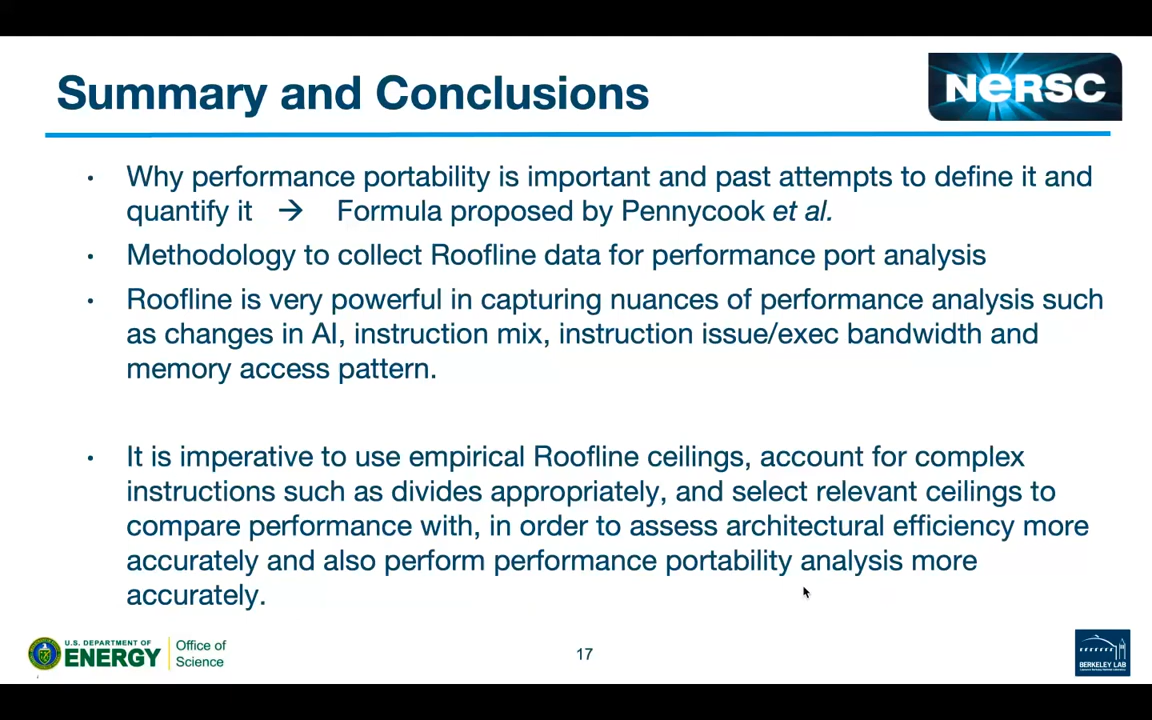 Summary and Conclusions
NERSC
• Why performance portability is important and past attempts to define it and
quantify it → Formula proposed by Pennycook et al.
• Methodology to collect Roofline data for performance port analysis
• Roofline is very powerful in capturing nuances of performance analysis such
as changes in AI, instruction mix, instruction issue/exec bandwidth and
memory access pattern.
• It is imperative to use empirical Roofline ceilings, account for complex
instructions such as divides appropriately, and select relevant ceilings to
compare performance with, in order to assess architectural efficiency more
accurately and also perform performance portability analysis more
accurately.
U.S. DEPARTMENT OF
ENERGY
Office of
Science
17
BERKELEY LAB